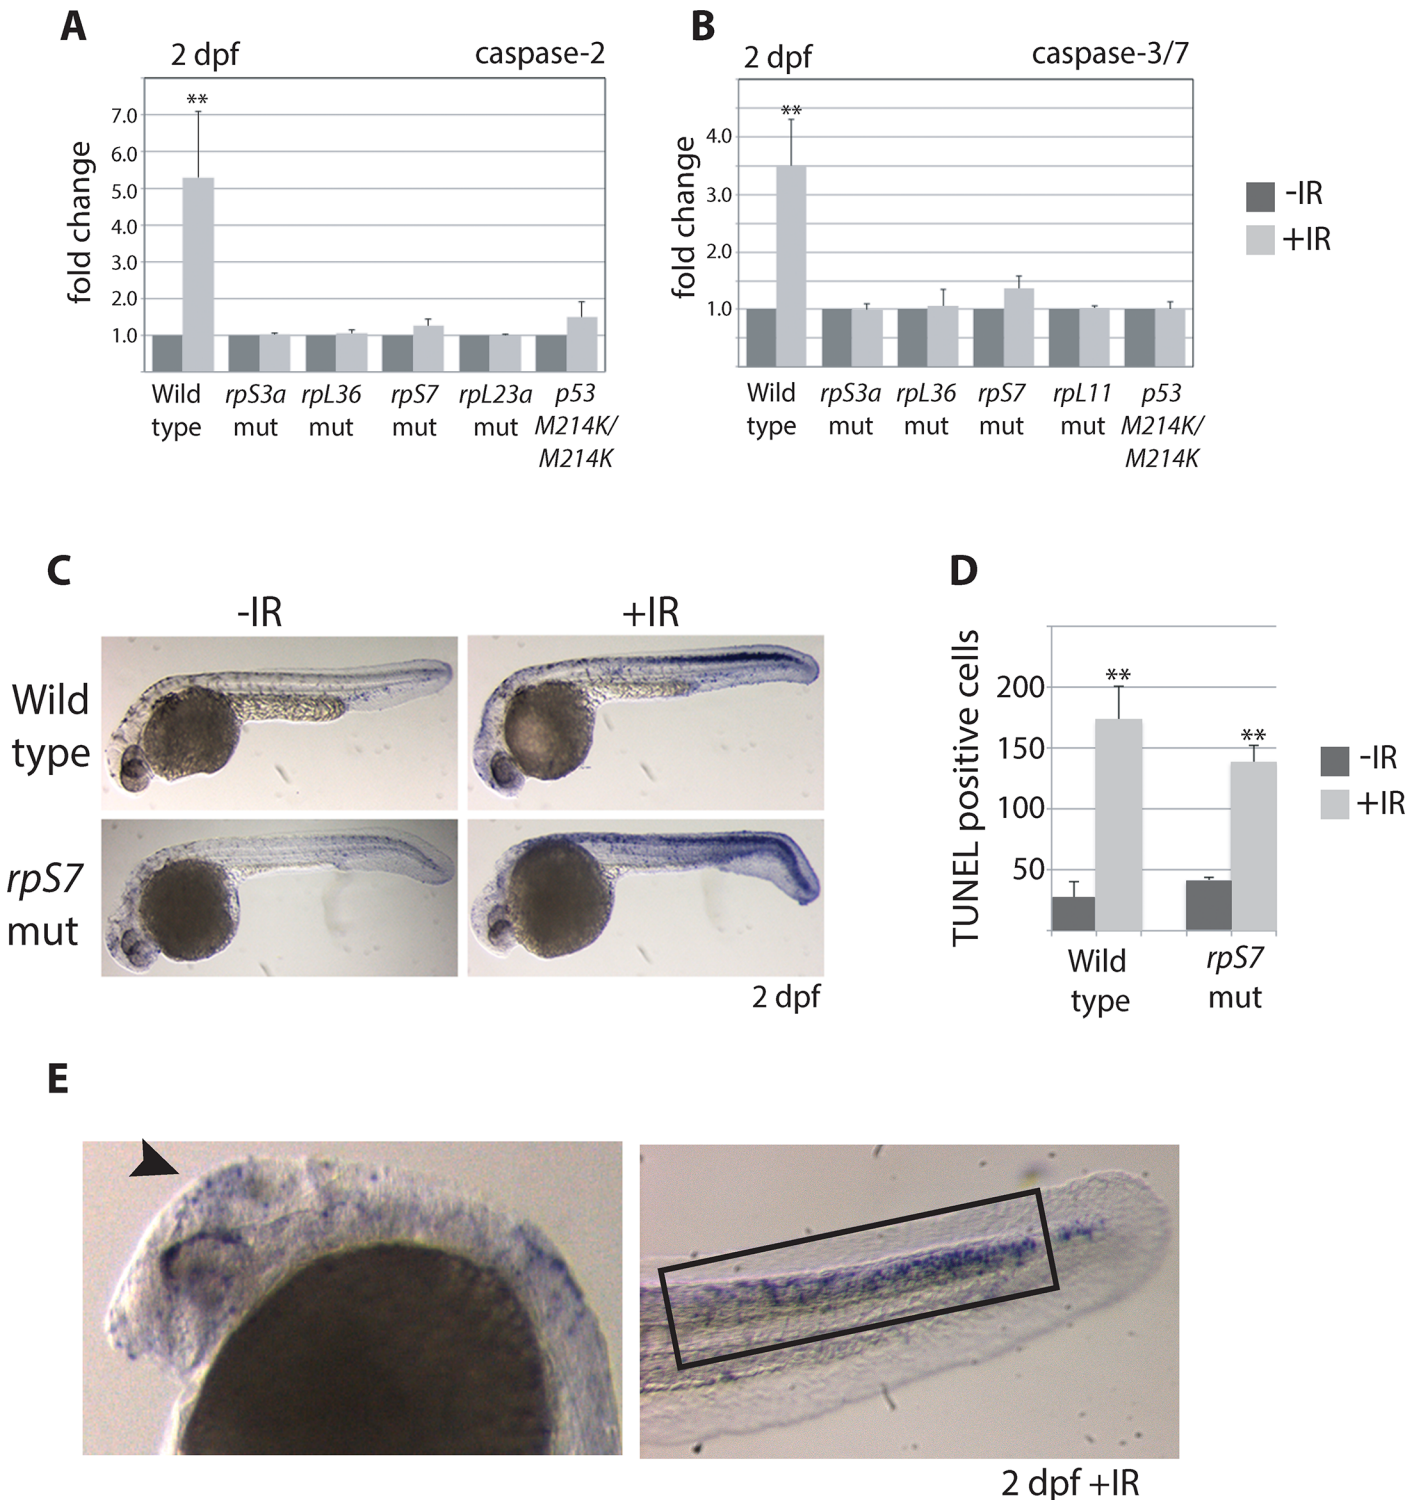 A
2 dpf
caspase-2
**
fold change
7.0
6.0
5.0
4.0
3.0
2.0
1.0
Wild type
rpS3a mut
rpL36 mut
rpS7 mut
rpL23a mut
p53 M214K/ M214K
B
2 dpf
caspase-3/7
**
fold change
4.0
3.0
2.0
1.0
Wild type
rpS3a mut
rpL36 mut
rpS7 mut
rpL11 mut
p53 M214K/ M214K
-IR
+IR
C
-IR
+IR
Wild type
rpS7 mut
2 dpf
D
TUNEL positive cells
200
150
100
50
**
**
Wild type
rpS7 mut
-IR
+IR
E
2 dpf +IR